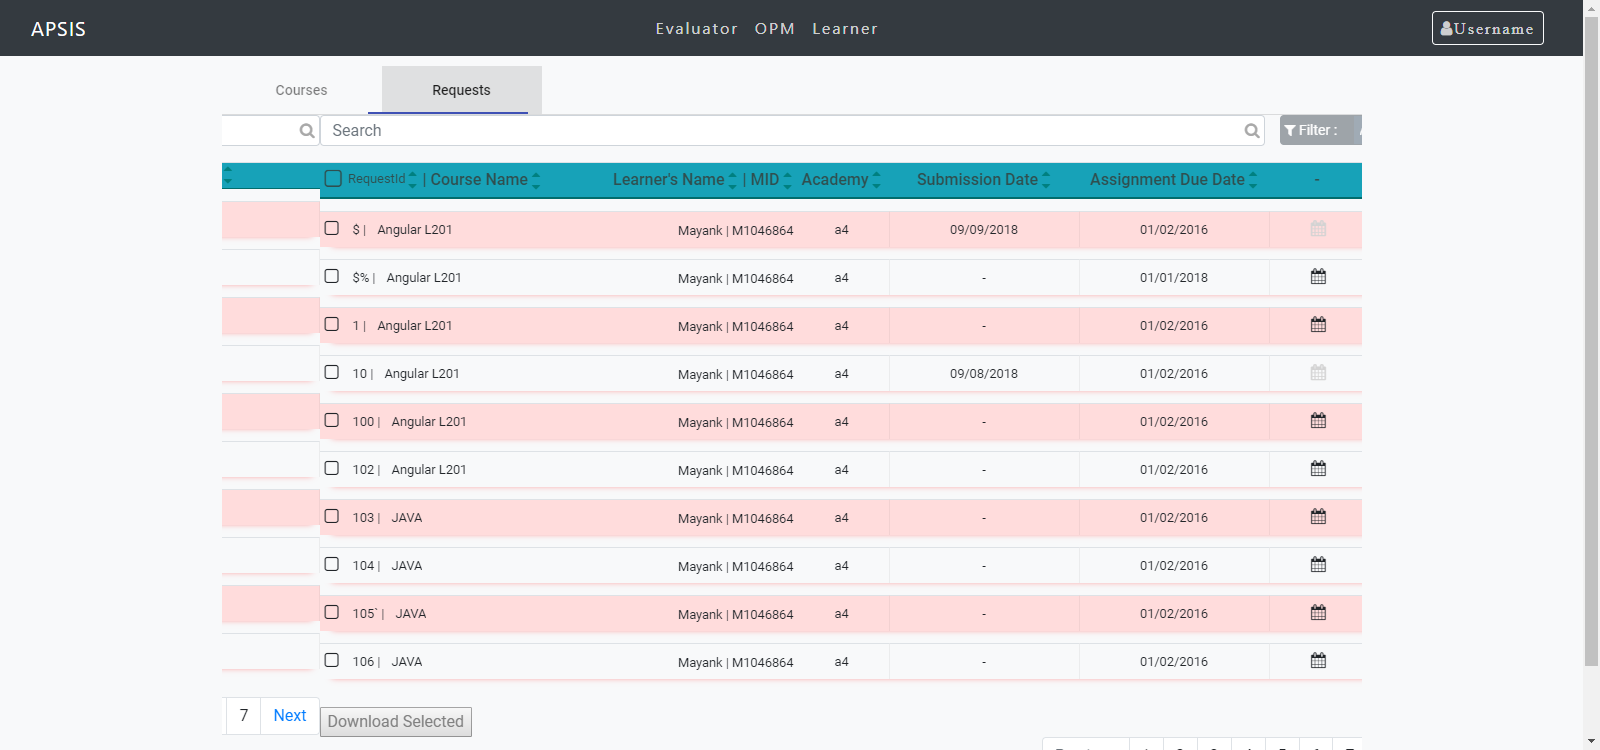 APSIS Evaluator OPM Learner Username
Courses Requests
Search Filter :
RequestId | Course Name Learner's Name | MID Academy Submission Date Assignment Due Date -
$ | Angular L201 Mayank | M1046864 a4 09/09/2018 01/02/2016
$% | Angular L201 Mayank | M1046864 a4 - 01/01/2018
1 | Angular L201 Mayank | M1046864 a4 - 01/02/2016
10 | Angular L201 Mayank | M1046864 a4 09/08/2018 01/02/2016
100 | Angular L201 Mayank | M1046864 a4 - 01/02/2016
102 | Angular L201 Mayank | M1046864 a4 - 01/02/2016
103 | JAVA Mayank | M1046864 a4 - 01/02/2016
104 | JAVA Mayank | M1046864 a4 - 01/02/2016
105` | JAVA Mayank | M1046864 a4 - 01/02/2016
106 | JAVA Mayank | M1046864 a4 - 01/02/2016
7 Next Download Selected